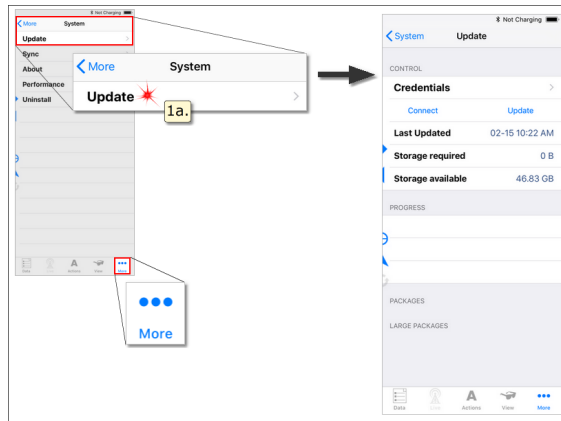 Not Charging
More System
Update
Sync
About
Performance
Uninstall
Data Actions View More
More System
Update
1a.
More
Not Charging
System Update
CONTROL
Credentials
Connect Update
Last Updated 02-15 10:22 AM
Storage required 0 B
Storage available 46.83 GB
PROGRESS
PACKAGES
LARGE PACKAGES
Data Actions View More